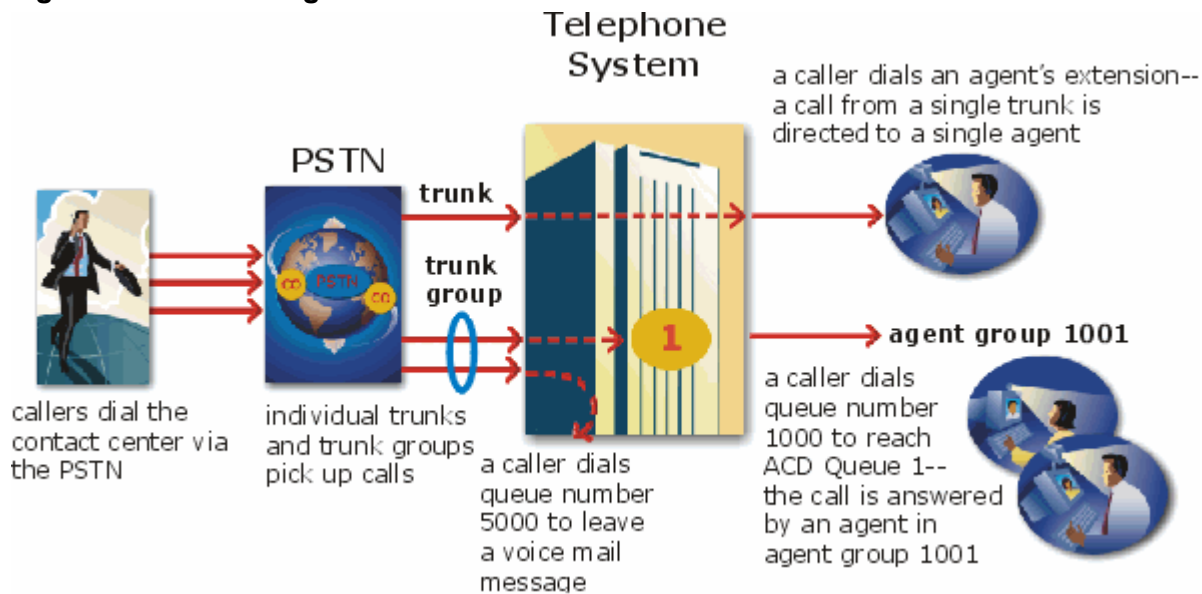 Telephone
System
a caller dials an agent's extension--
a call from a single trunk is
directed to a single agent
PSTN
trunk
trunk
group
CO
PSTN
CO
1
agent group 1001
callers dial the
contact center via
the PSTN
individual trunks
and trunk groups
pick up calls
a caller dials
queue number
5000 to leave
a voice mail
message
a caller dials
queue number
1000 to reach
ACD Queue 1--
the call is answered
by an agent in
agent group 1001